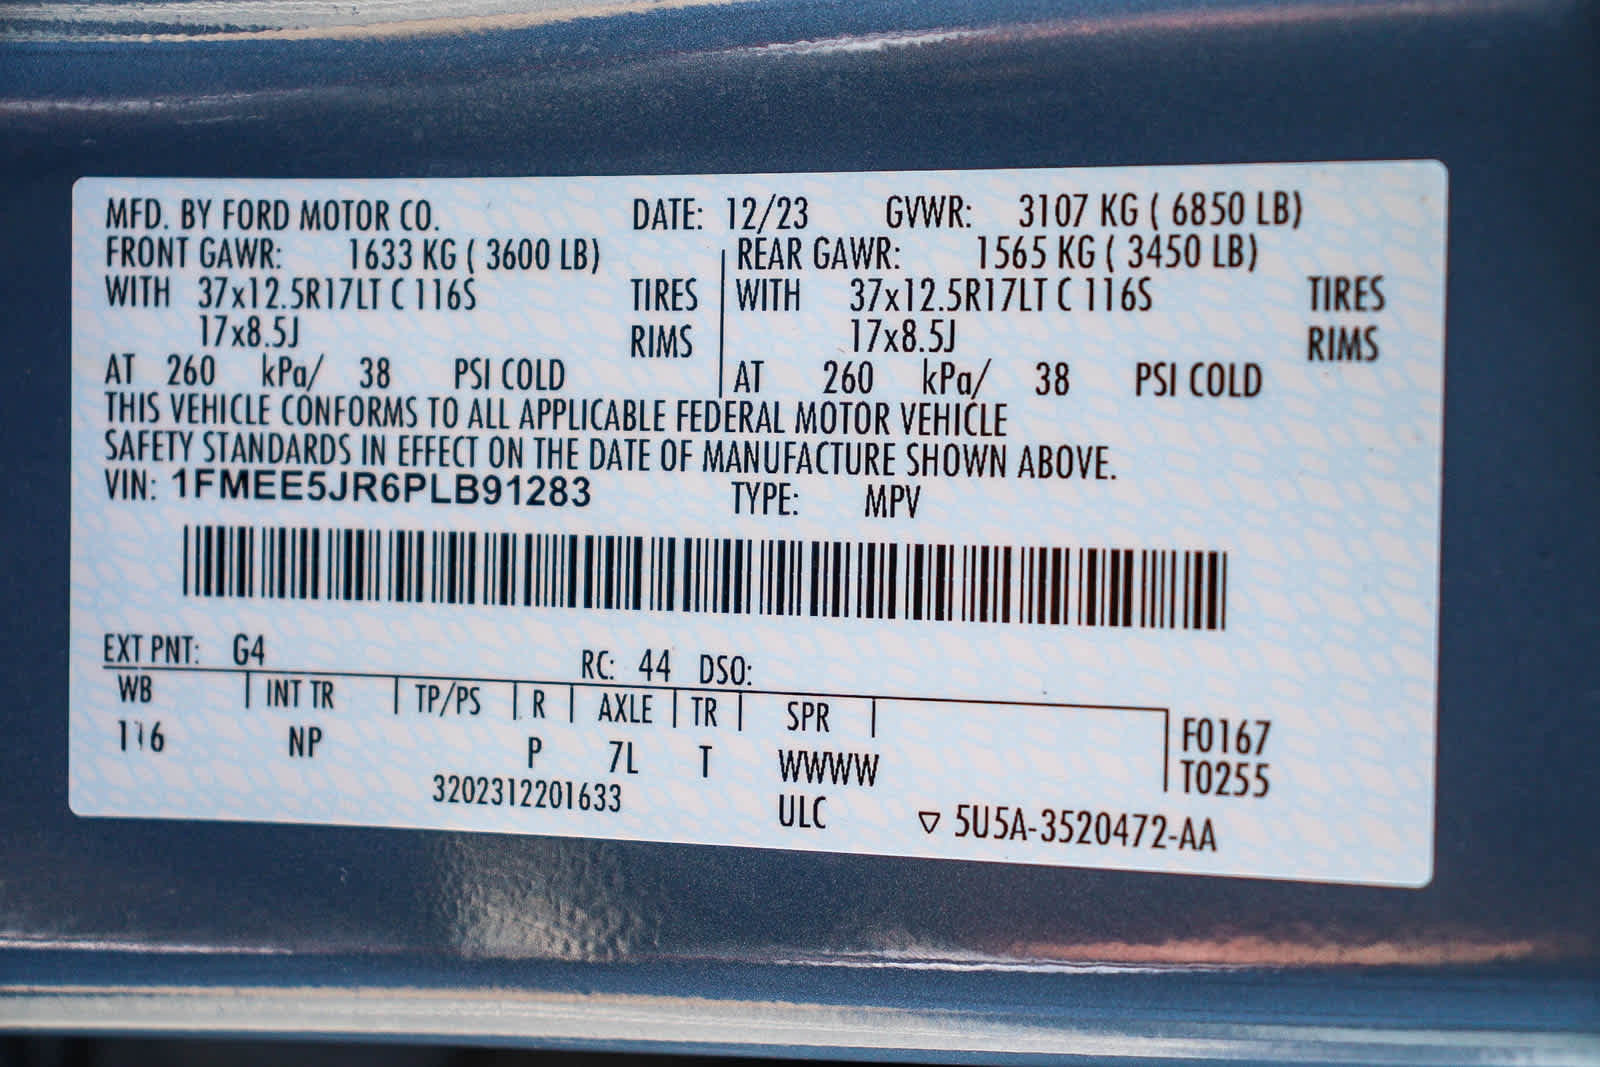 MFD. BY FORD MOTOR CO. DATE: 12/23 GVWR: 3107 KG ( 6850 LB)
FRONT GAWR: 1633 KG ( 3600 LB) REAR GAWR: 1565 KG ( 3450 LB)
WITH 37x12.5R17LT C 116S TIRES WITH 37x12.5R17LT C 116S TIRES
17x8.5J RIMS 17x8.5J RIMS
AT 260 kPa/ 38 PSI COLD AT 260 kPa/ 38 PSI COLD
THIS VEHICLE CONFORMS TO ALL APPLICABLE FEDERAL MOTOR VEHICLE
SAFETY STANDARDS IN EFFECT ON THE DATE OF MANUFACTURE SHOWN ABOVE.
VIN: 1FMEE5JR6PLB91283 TYPE: MPV
EXT PNT: G4 RC: 44 DSO:
WB INT TR TP/PS R AXLE TR SPR F0167
116 NP P 7L T WWWW T0255
3202312201633 ULC ▽ 5U5A-3520472-AA